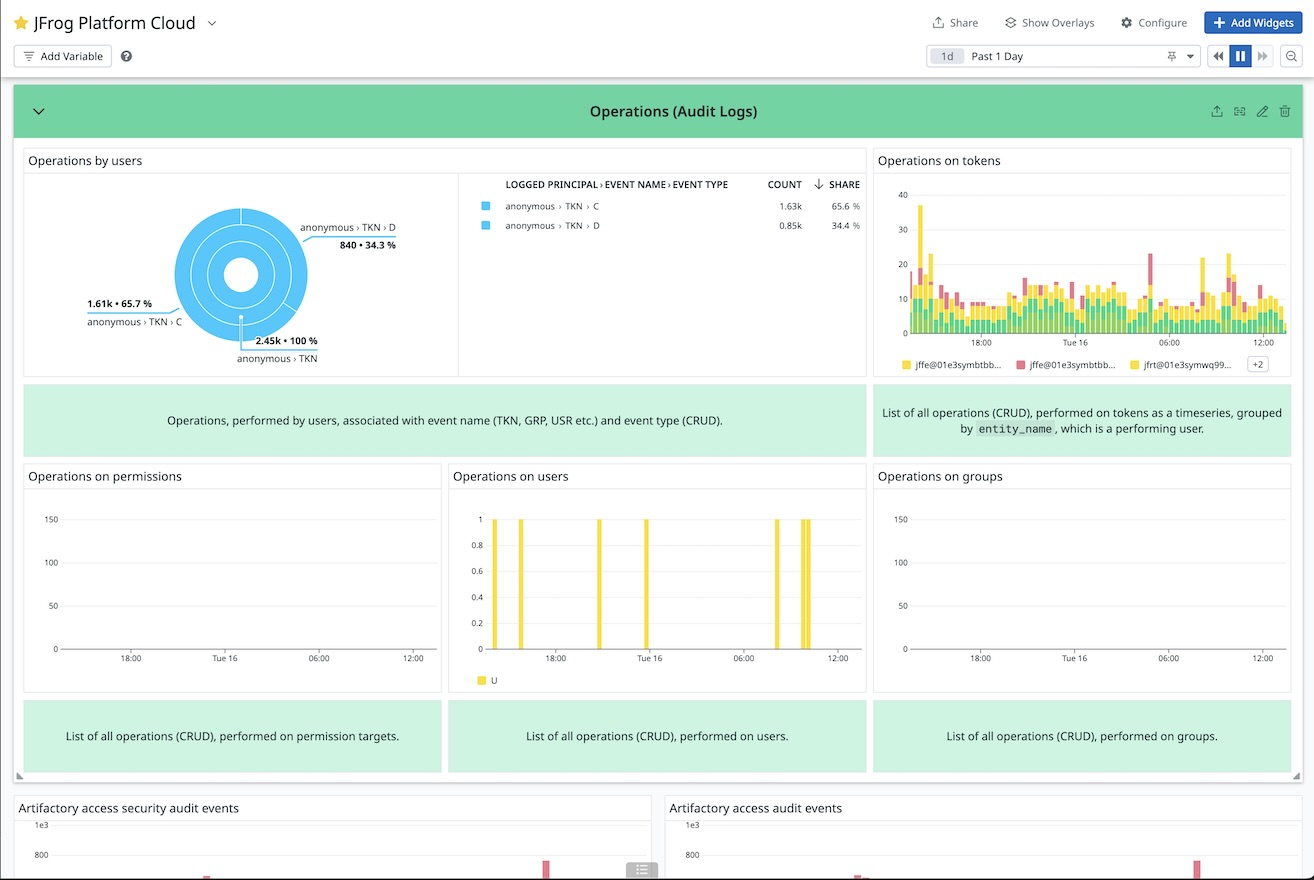 JFrog Platform Cloud
Share
Show Overlays
Configure
Add Widgets
Add Variable
1d
Past 1 Day
Operations (Audit Logs)
Operations by users
anonymous › TKN › D
840 • 34.3 %
1.61k • 65.7 %
anonymous › TKN › C
2.45k • 100 %
anonymous › TKN
LOGGED PRINCIPAL › EVENT NAME › EVENT TYPE COUNT SHARE
anonymous › TKN › C 1.63k 65.6 %
anonymous › TKN › D 0.85k 34.4 %
Operations on tokens
40
30
20
10
0
18:00 Tue 16 06:00 12:00
jffe@01e3symbtbb... jffe@01e3symbtbb... jfrt@01e3symwq99... +2
Operations, performed by users, associated with event name (TKN, GRP, USR etc.) and event type (CRUD).
List of all operations (CRUD), performed on tokens as a timeseries, grouped
by entity_name, which is a performing user.
Operations on permissions
150
100
50
0
18:00 Tue 16 06:00 12:00
Operations on users
1
0.8
0.6
0.4
0.2
0
18:00 Tue 16 06:00 12:00
U
Operations on groups
150
100
50
0
18:00 Tue 16 06:00 12:00
List of all operations (CRUD), performed on permission targets.
List of all operations (CRUD), performed on users.
List of all operations (CRUD), performed on groups.
Artifactory access security audit events
1e3
800
Artifactory access audit events
1e3
800